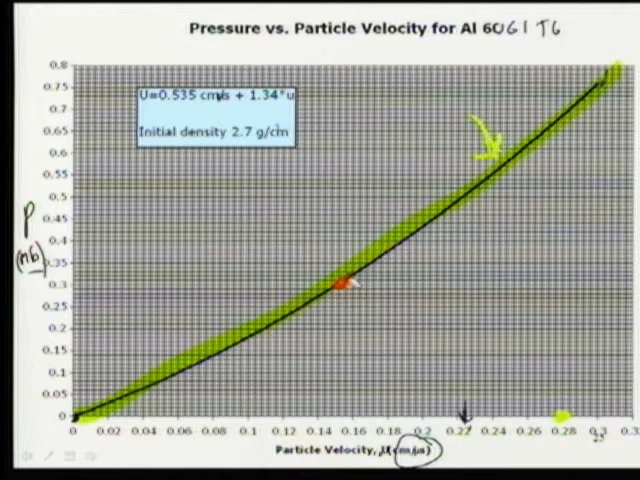 Pressure vs. Particle Velocity for Al 6061 T6
0.8
0.75
0.7
0.65
0.6
0.55
0.5
0.45
0.4
0.35
0.3
0.25
0.2
0.15
0.1
0.05
0
U=0.535 cm/s + 1.34*u
Initial density 2.7 g/cm
P
(mb)
0 0.02 0.04 0.06 0.08 0.1 0.12 0.14 0.16 0.18 0.2 0.22 0.24 0.26 0.28 0.3 0.32
Particle Velocity, μ(cm/μs)